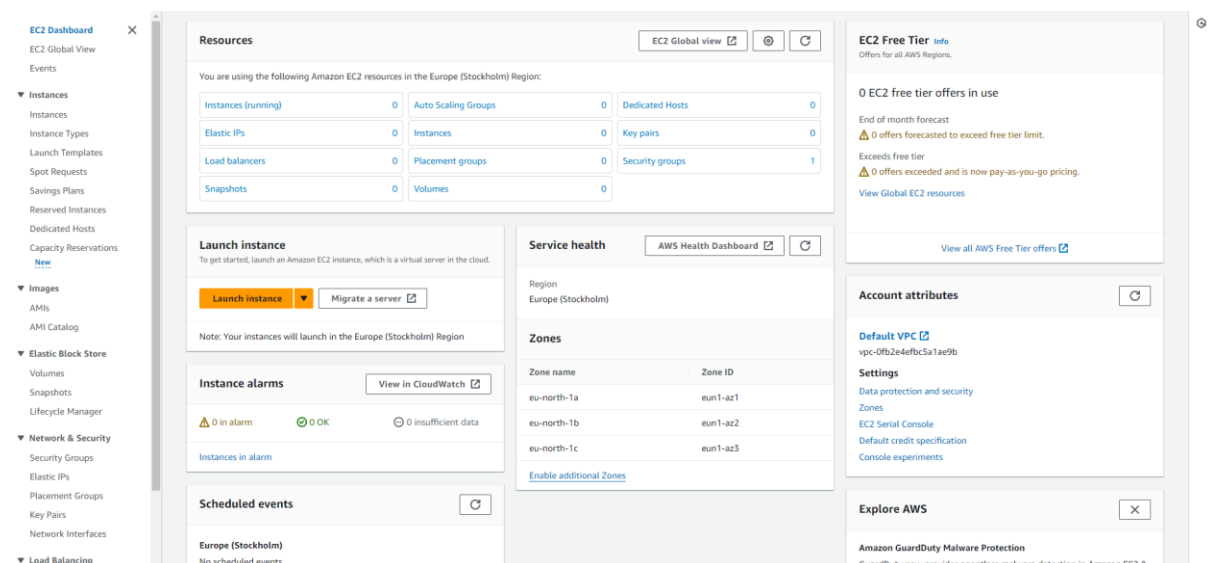 EC2 Dashboard
EC2 Global View
Events
Instances
Instances
Instance Types
Launch Templates
Spot Requests
Savings Plans
Reserved Instances
Dedicated Hosts
Capacity Reservations
New
Images
AMIs
AMI Catalog
Elastic Block Store
Volumes
Snapshots
Lifecycle Manager
Network & Security
Security Groups
Elastic IPs
Placement Groups
Key Pairs
Network Interfaces
Load Balancing
Resources
EC2 Global view
You are using the following Amazon EC2 resources in the Europe (Stockholm) Region:
Instances (running) 0 Auto Scaling Groups 0 Dedicated Hosts 0
Elastic IPs 0 Instances 0 Key pairs 0
Load balancers 0 Placement groups 0 Security groups 1
Snapshots 0 Volumes 0
Launch instance
To get started, launch an Amazon EC2 instance, which is a virtual server in the cloud.
Launch instance Migrate a server
Note: Your instances will launch in the Europe (Stockholm) Region
Instance alarms View in CloudWatch
0 in alarm 0 OK 0 insufficient data
Instances in alarm
Scheduled events
Europe (Stockholm)
No scheduled events
Service health AWS Health Dashboard
Region
Europe (Stockholm)
Zones
Zone name Zone ID
eu-north-1a eun1-az1
eu-north-1b eun1-az2
eu-north-1c eun1-az3
Enable additional Zones
EC2 Free Tier Info
Offers for all AWS Regions.
0 EC2 free tier offers in use
End of month forecast
0 offers forecasted to exceed free tier limit.
Exceeds free tier
0 offers exceeded and is now pay-as-you-go pricing.
View Global EC2 resources
View all AWS Free Tier offers
Account attributes
Default VPC
vpc-0fb2e4efbc5a1ae9b
Settings
Data protection and security
Zones
EC2 Serial Console
Default credit specification
Console experiments
Explore AWS
Amazon GuardDuty Malware Protection